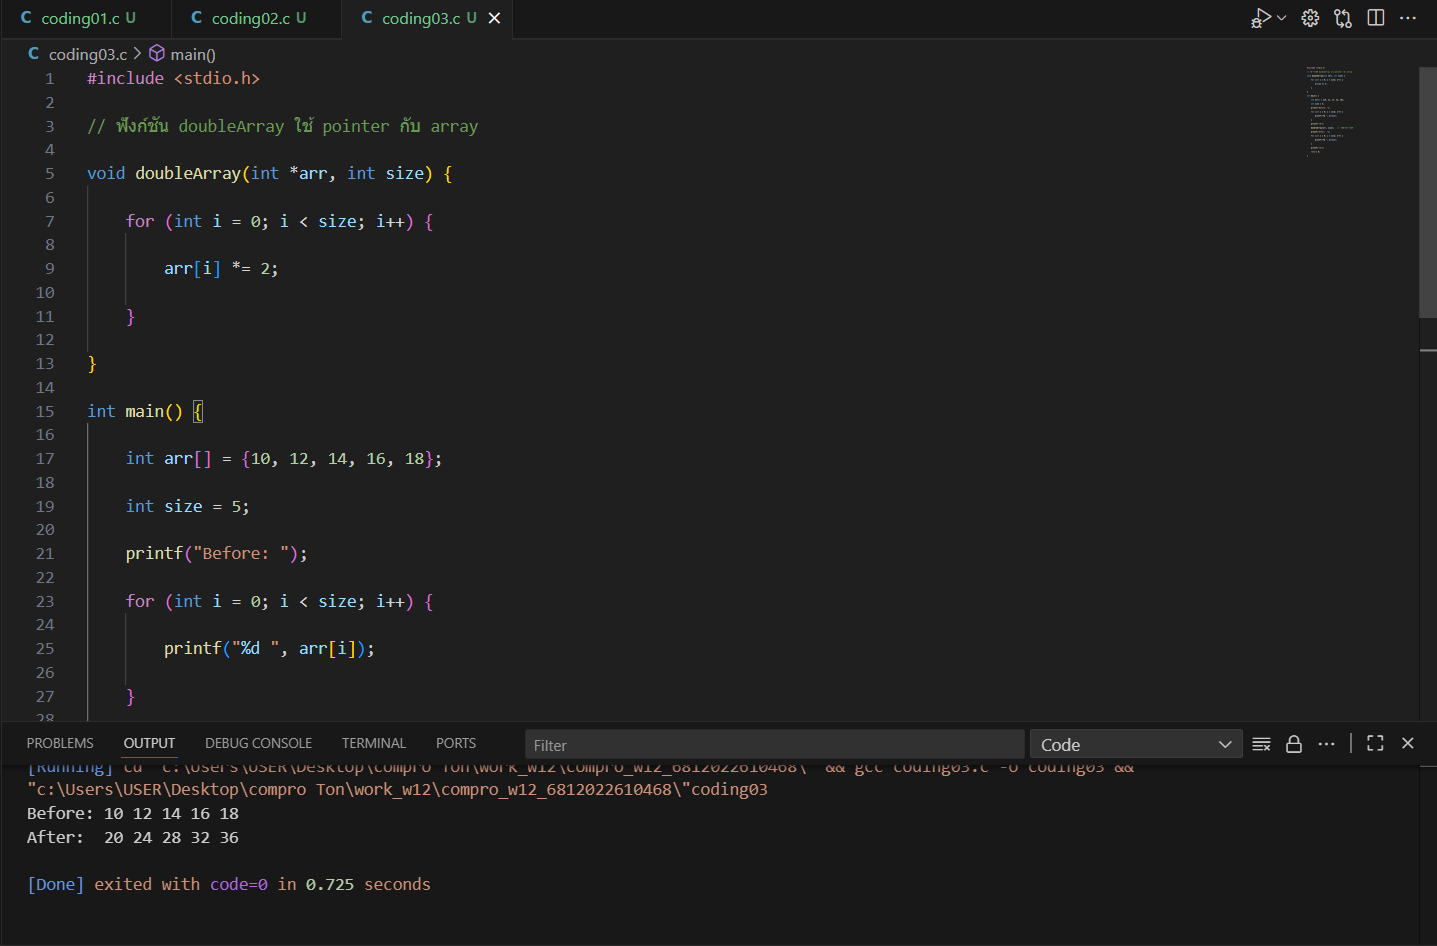 C coding01.c U C coding02.c U C coding03.c U
C coding03.c > main()
1 #include <stdio.h>
2
3 // ฟังก์ชัน doubleArray ใช้ pointer กับ array
4
5 void doubleArray(int *arr, int size) {
6
7 for (int i = 0; i < size; i++) {
8
9 arr[i] *= 2;
10
11 }
12
13 }
14
15 int main() {
16
17 int arr[] = {10, 12, 14, 16, 18};
18
19 int size = 5;
20
21 printf("Before: ");
22
23 for (int i = 0; i < size; i++) {
24
25 printf("%d ", arr[i]);
26
27 }
28
PROBLEMS OUTPUT DEBUG CONSOLE TERMINAL PORTS Filter Code
[Running] cd "c:\Users\USER\Desktop\compro Ton\work_w12\compro_w12_6812022610468\" && gcc coding03.c -o coding03 &&
"c:\Users\USER\Desktop\compro Ton\work_w12\compro_w12_6812022610468\"coding03
Before: 10 12 14 16 18
After:  20 24 28 32 36
[Done] exited with code=0 in 0.725 seconds